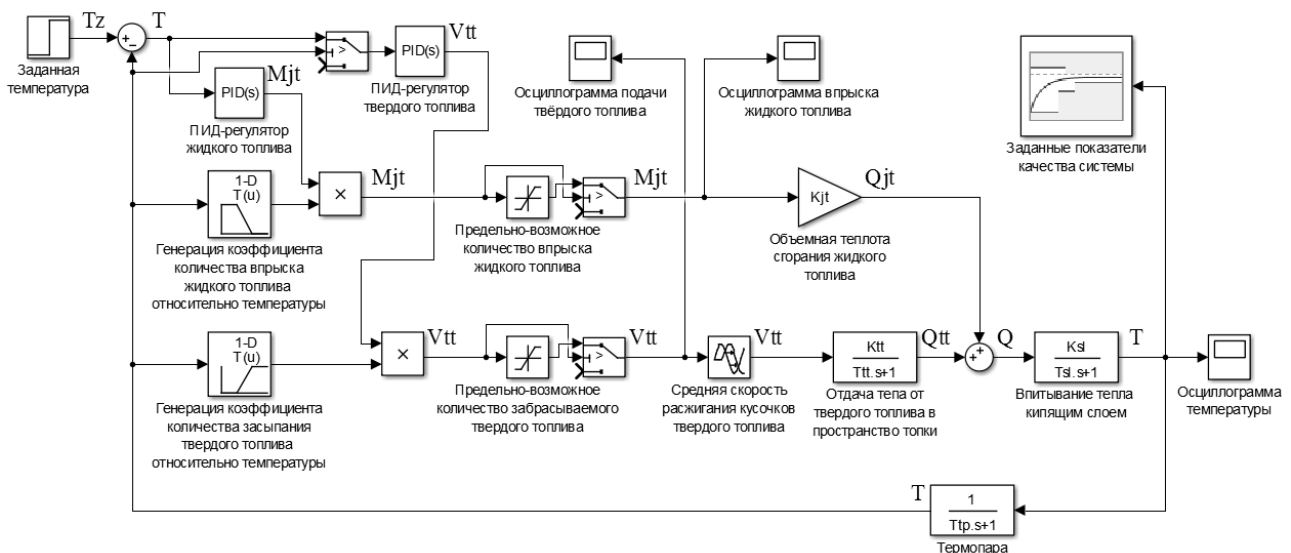 Tz
T
Заданная
температура
>
PID(s)
Vtt
ПИД-регулятор
твердого топлива
Mjt
PID(s)
ПИД-регулятор
жидкого топлива
Осциллограмма подачи
твёрдого топлива
Осциллограмма впрыска
жидкого топлива
Заданные показатели
качества системы
1-D
T(u)
Генерация коэффициента
количества впрыска
жидкого топлива
относительно температуры
×
Mjt
>
Mjt
Предельно-возможное
количество впрыска
жидкого топлива
Kjt
Qjt
Объемная теплота
сгорания жидкого
топлива
1-D
T(u)
Генерация коэффициента
количества засыпания
твердого топлива
относительно температуры
×
Vtt
>
Vtt
Предельно-возможное
количество забрасываемого
твердого топлива
Vtt
Средняя скорость
расжигания кусочков
твердого топлива
Ktt
Ttt.s+1
Qtt
Отдача тепа от
твердого топлива в
пространство топки
Q
Ksl
Tsl.s+1
T
Впитывание тепла
кипящим слоем
Осциллограмма
температуры
T
1
Ttp.s+1
Термопара